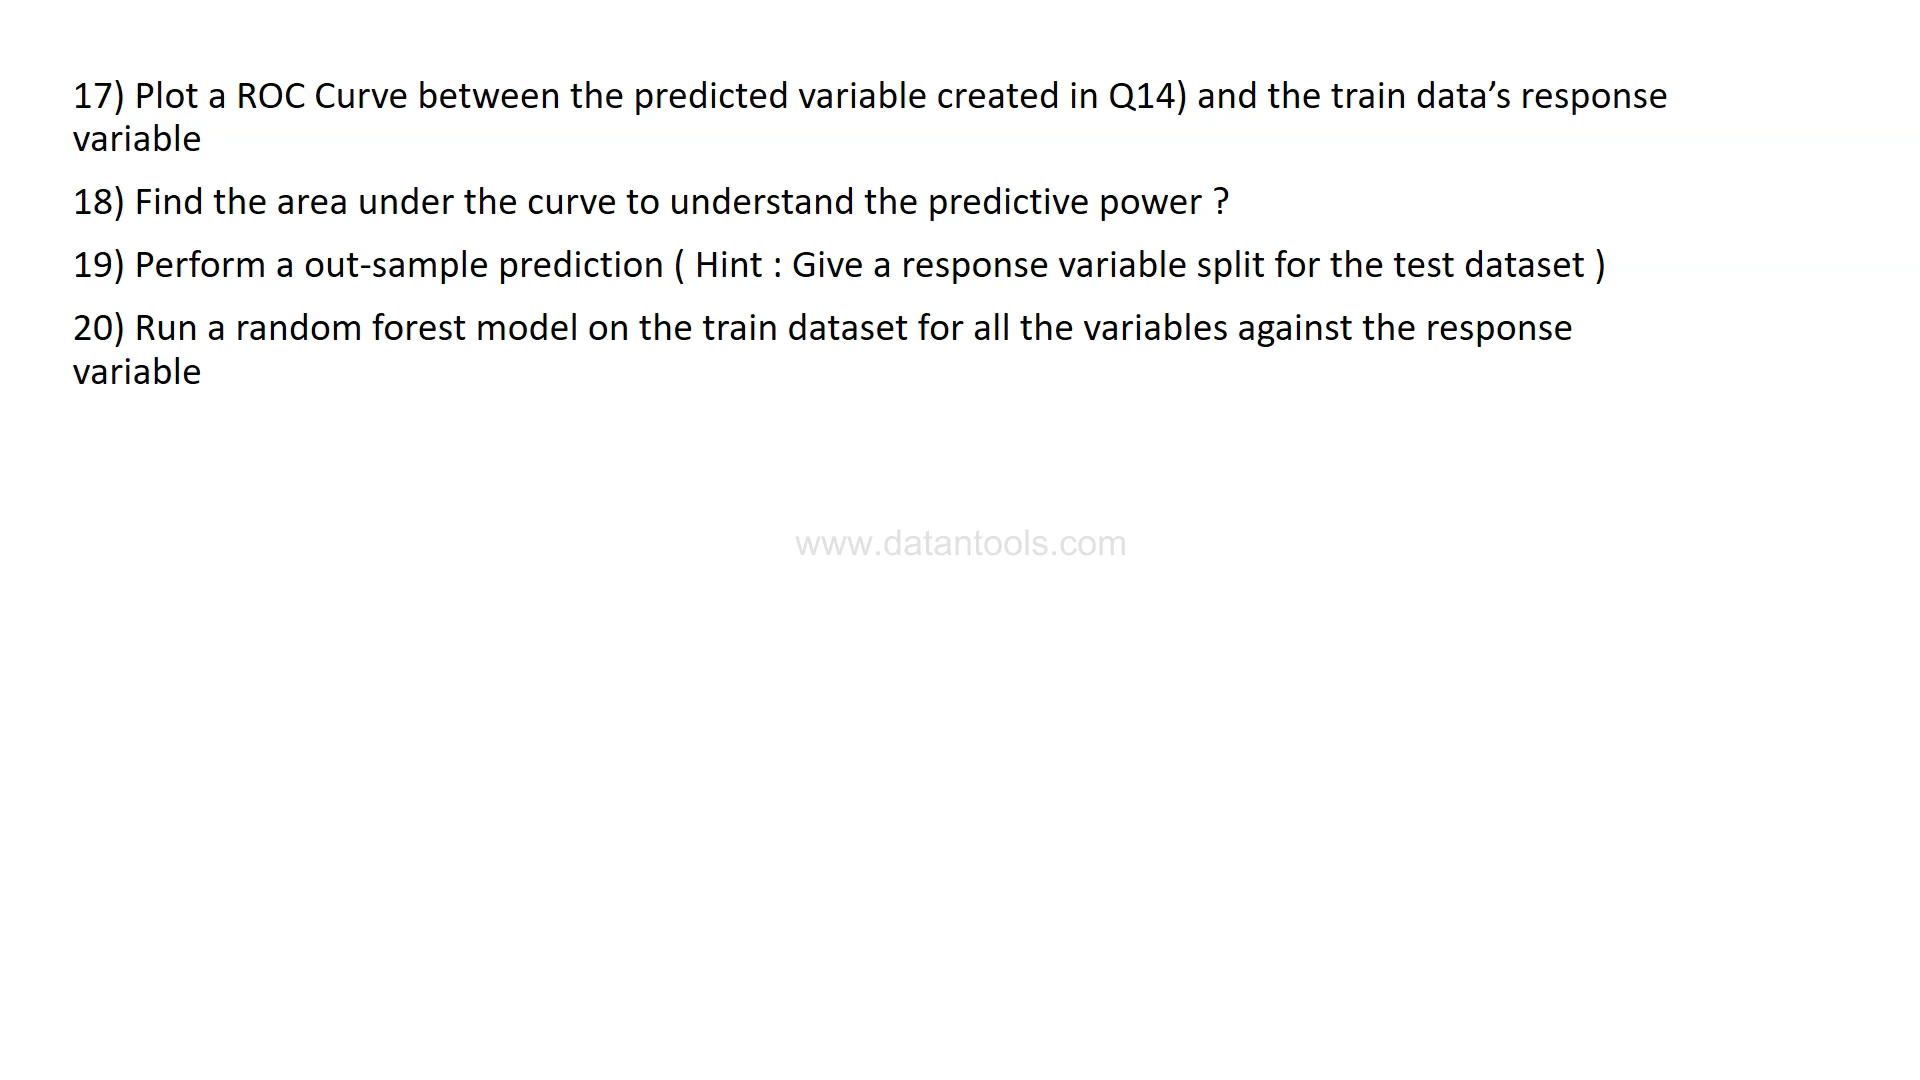 17) Plot a ROC Curve between the predicted variable created in Q14) and the train data’s response
variable
18) Find the area under the curve to understand the predictive power ?
19) Perform a out-sample prediction ( Hint : Give a response variable split for the test dataset )
20) Run a random forest model on the train dataset for all the variables against the response
variable
www.datantools.com